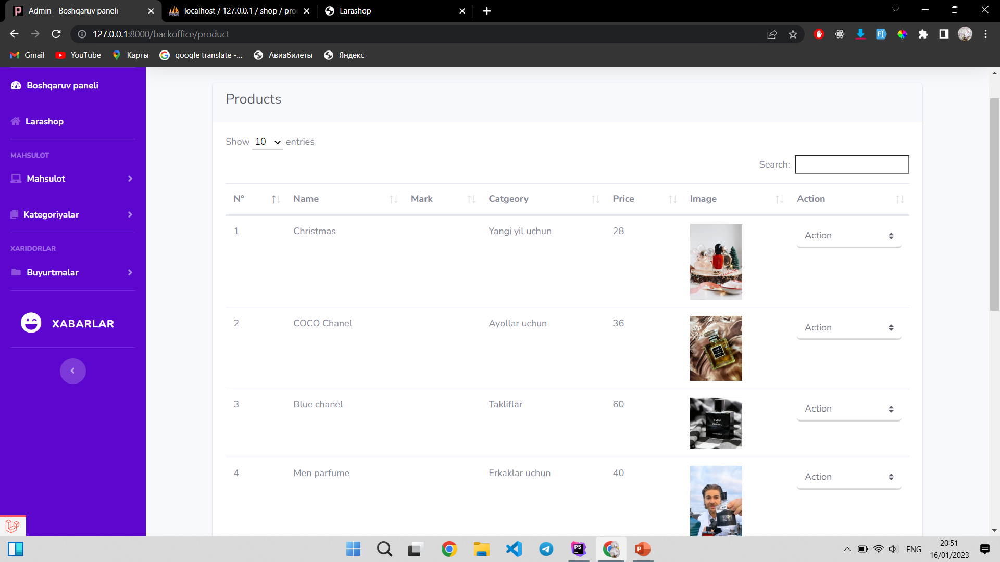 Admin - Boshqaruv paneli
localhost / 127.0.0.1 / shop / pro
Larashop
127.0.0.1:8000/backoffice/product
Gmail
YouTube
Карты
google translate -...
Авиабилеты
Яндекс
Boshqaruv paneli
Larashop
MAHSULOT
Mahsulot
Kategoriyalar
XARIDORLAR
Buyurtmalar
XABARLAR
Products
Show 10 entries
Search:
N° Name Mark Catgeory Price Image Action
1 Christmas Yangi yil uchun 28 Action
2 COCO Chanel Ayollar uchun 36 Action
COCO
CHANEL
3 Blue chanel Takliflar 60 Action
BLEU
CHANEL
4 Men parfume Erkaklar uchun 40 Action
ENG
20:51
16/01/2023